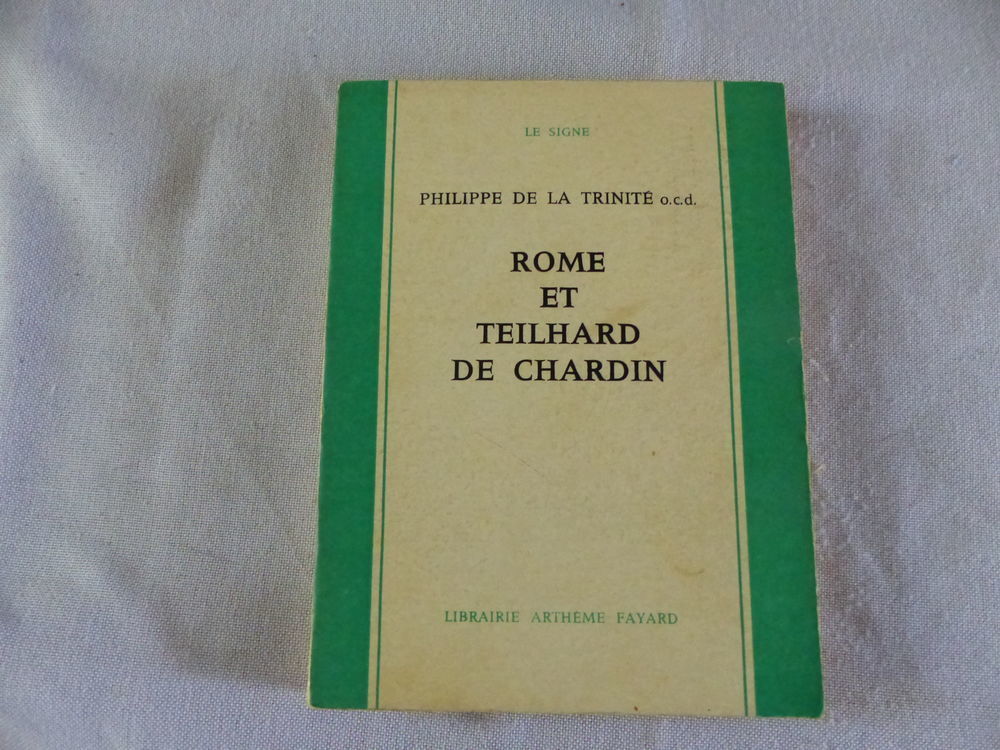 LE SIGNE
PHILIPPE DE LA TRINITÉ o.c.d.
ROME
ET
TEILHARD
DE CHARDIN
LIBRAIRIE ARTHÈME FAYARD